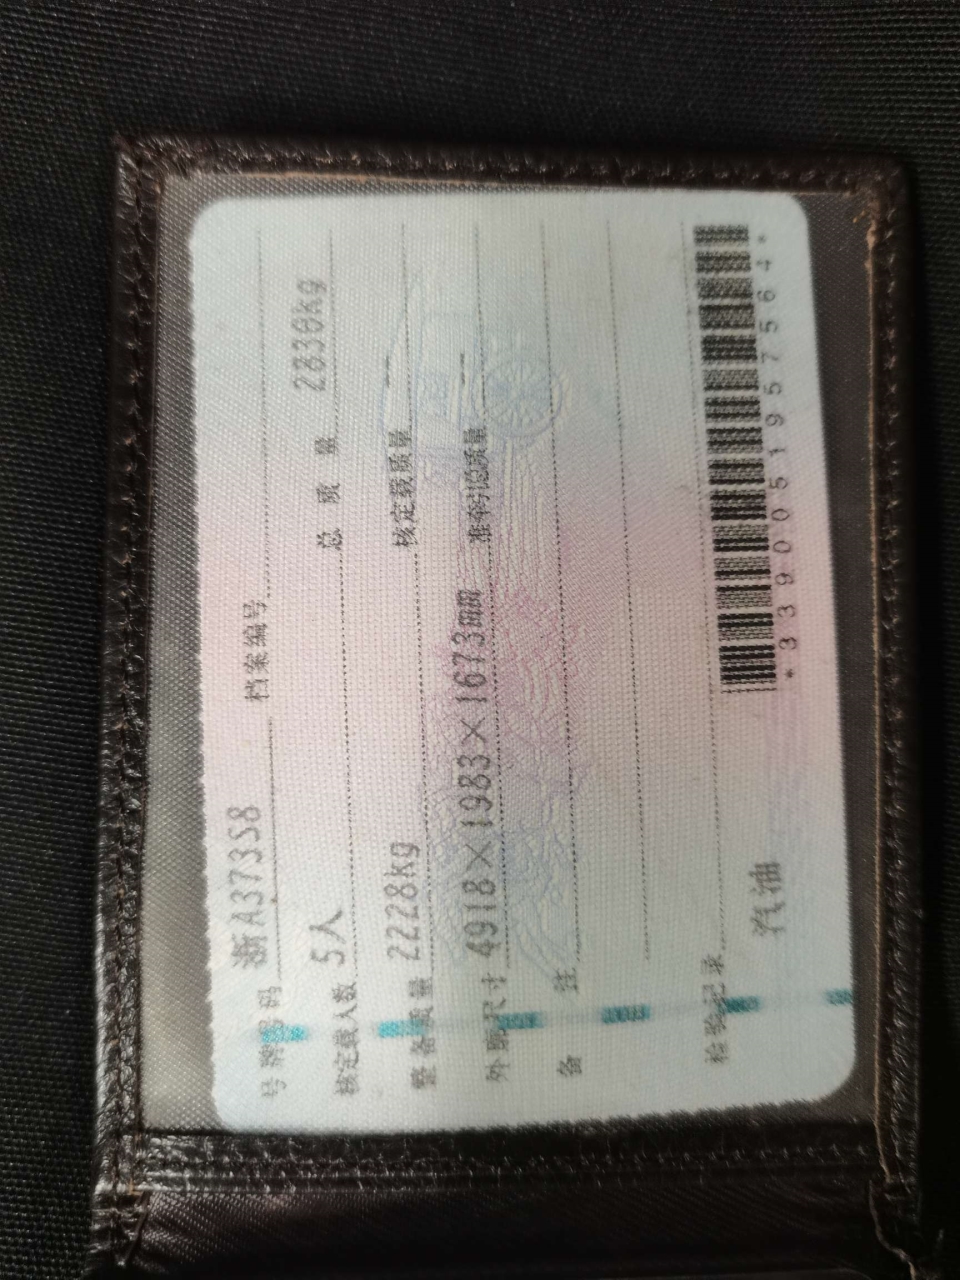 号牌号码 浙A373S8 档案编号
核定载人数 5人 总质量 2830kg
整备质量 2228kg 核定载质量 —
外廓尺寸 4918×1983×1673mm 准牵引总质量 —
备注
检验记录
汽油 *3390051957564*